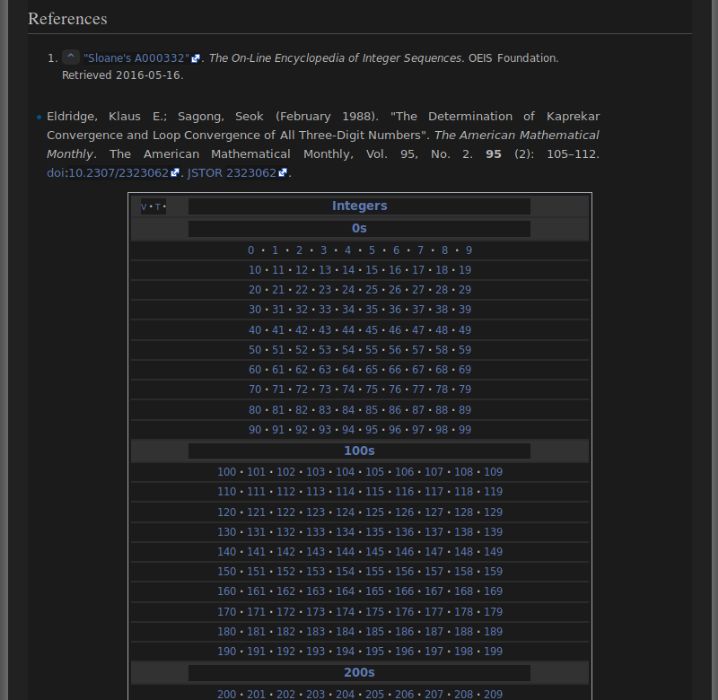 References
1. ^ "Sloane's A000332". The On-Line Encyclopedia of Integer Sequences. OEIS Foundation.
Retrieved 2016-05-16.
• Eldridge, Klaus E.; Sagong, Seok (February 1988). "The Determination of Kaprekar
Convergence and Loop Convergence of All Three-Digit Numbers". The American Mathematical
Monthly. The American Mathematical Monthly, Vol. 95, No. 2. 95 (2): 105–112.
doi:10.2307/2323062. JSTOR 2323062.
V • T • Integers
0s
0 • 1 • 2 • 3 • 4 • 5 • 6 • 7 • 8 • 9
10 • 11 • 12 • 13 • 14 • 15 • 16 • 17 • 18 • 19
20 • 21 • 22 • 23 • 24 • 25 • 26 • 27 • 28 • 29
30 • 31 • 32 • 33 • 34 • 35 • 36 • 37 • 38 • 39
40 • 41 • 42 • 43 • 44 • 45 • 46 • 47 • 48 • 49
50 • 51 • 52 • 53 • 54 • 55 • 56 • 57 • 58 • 59
60 • 61 • 62 • 63 • 64 • 65 • 66 • 67 • 68 • 69
70 • 71 • 72 • 73 • 74 • 75 • 76 • 77 • 78 • 79
80 • 81 • 82 • 83 • 84 • 85 • 86 • 87 • 88 • 89
90 • 91 • 92 • 93 • 94 • 95 • 96 • 97 • 98 • 99
100s
100 • 101 • 102 • 103 • 104 • 105 • 106 • 107 • 108 • 109
110 • 111 • 112 • 113 • 114 • 115 • 116 • 117 • 118 • 119
120 • 121 • 122 • 123 • 124 • 125 • 126 • 127 • 128 • 129
130 • 131 • 132 • 133 • 134 • 135 • 136 • 137 • 138 • 139
140 • 141 • 142 • 143 • 144 • 145 • 146 • 147 • 148 • 149
150 • 151 • 152 • 153 • 154 • 155 • 156 • 157 • 158 • 159
160 • 161 • 162 • 163 • 164 • 165 • 166 • 167 • 168 • 169
170 • 171 • 172 • 173 • 174 • 175 • 176 • 177 • 178 • 179
180 • 181 • 182 • 183 • 184 • 185 • 186 • 187 • 188 • 189
190 • 191 • 192 • 193 • 194 • 195 • 196 • 197 • 198 • 199
200s
200 • 201 • 202 • 203 • 204 • 205 • 206 • 207 • 208 • 209